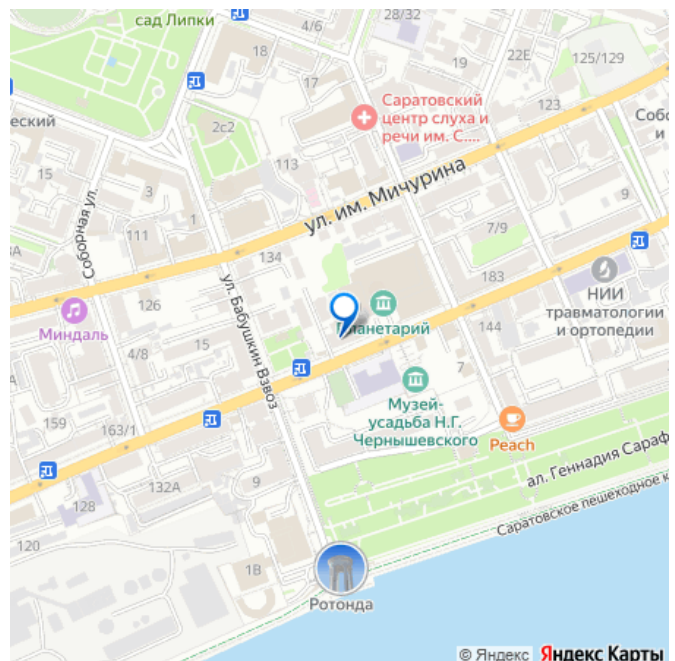 сад Липки
28/32
18
4/7
19
22Е
125/129
еский
2с2
Саратовский
центр слуха и
речи им. С....
123
Собо
и
15
3
113
Соборная ул.
ул. им. Мичурина
9
1
111
7/9
134
ул. Бабушкин Взвоз
183
НИИ
травматологии
и ортопедии
126
Миндаль
Планетарий
144
15
4/8
7
Музей-
усадьба Н.Г.
Чернышевского
159
163/1
Peach
ал. Геннадия Сараф
132А
9
128
Саратовское пешеходное к
120
1В
Ротонда
© Яндекс Яндекс Карты